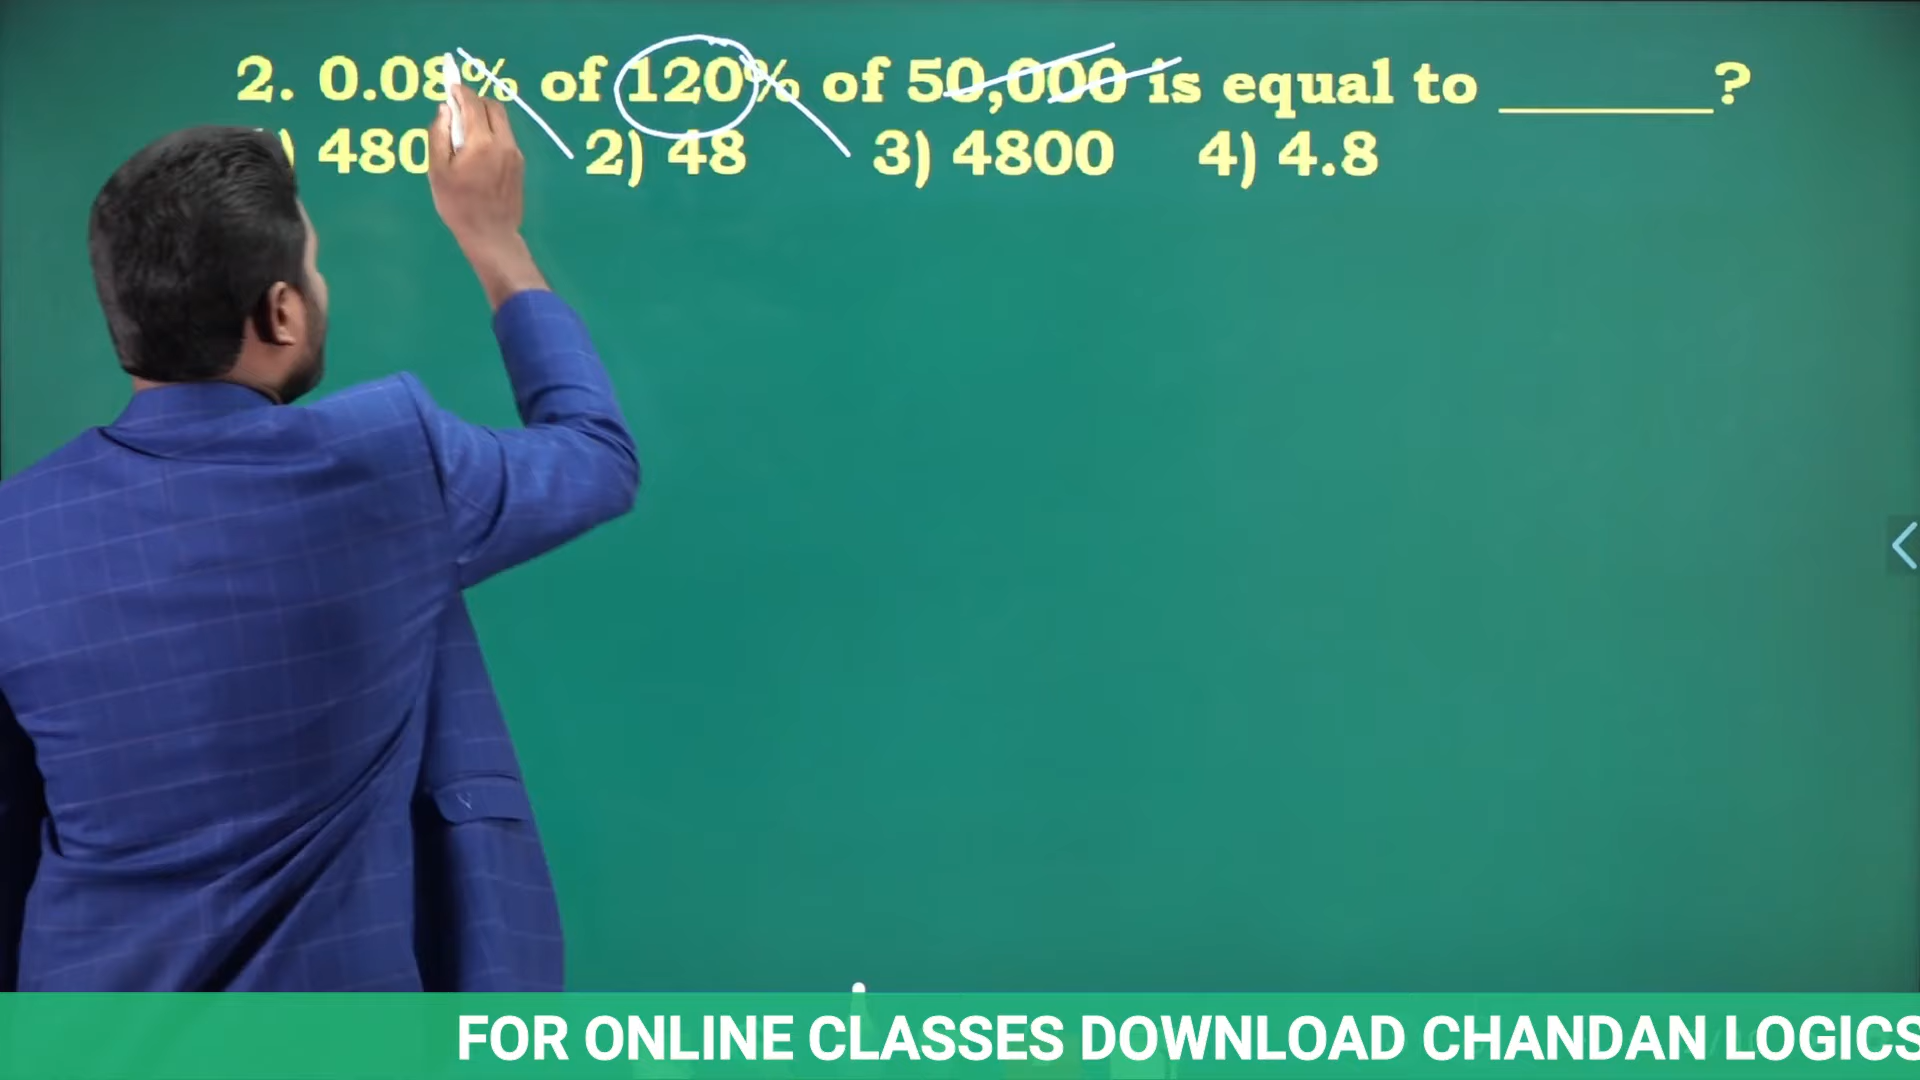 2. 0.08% of 120% of 50,000 is equal to ______?
) 480 2) 48 3) 4800 4) 4.8
FOR ONLINE CLASSES DOWNLOAD CHANDAN LOGICS